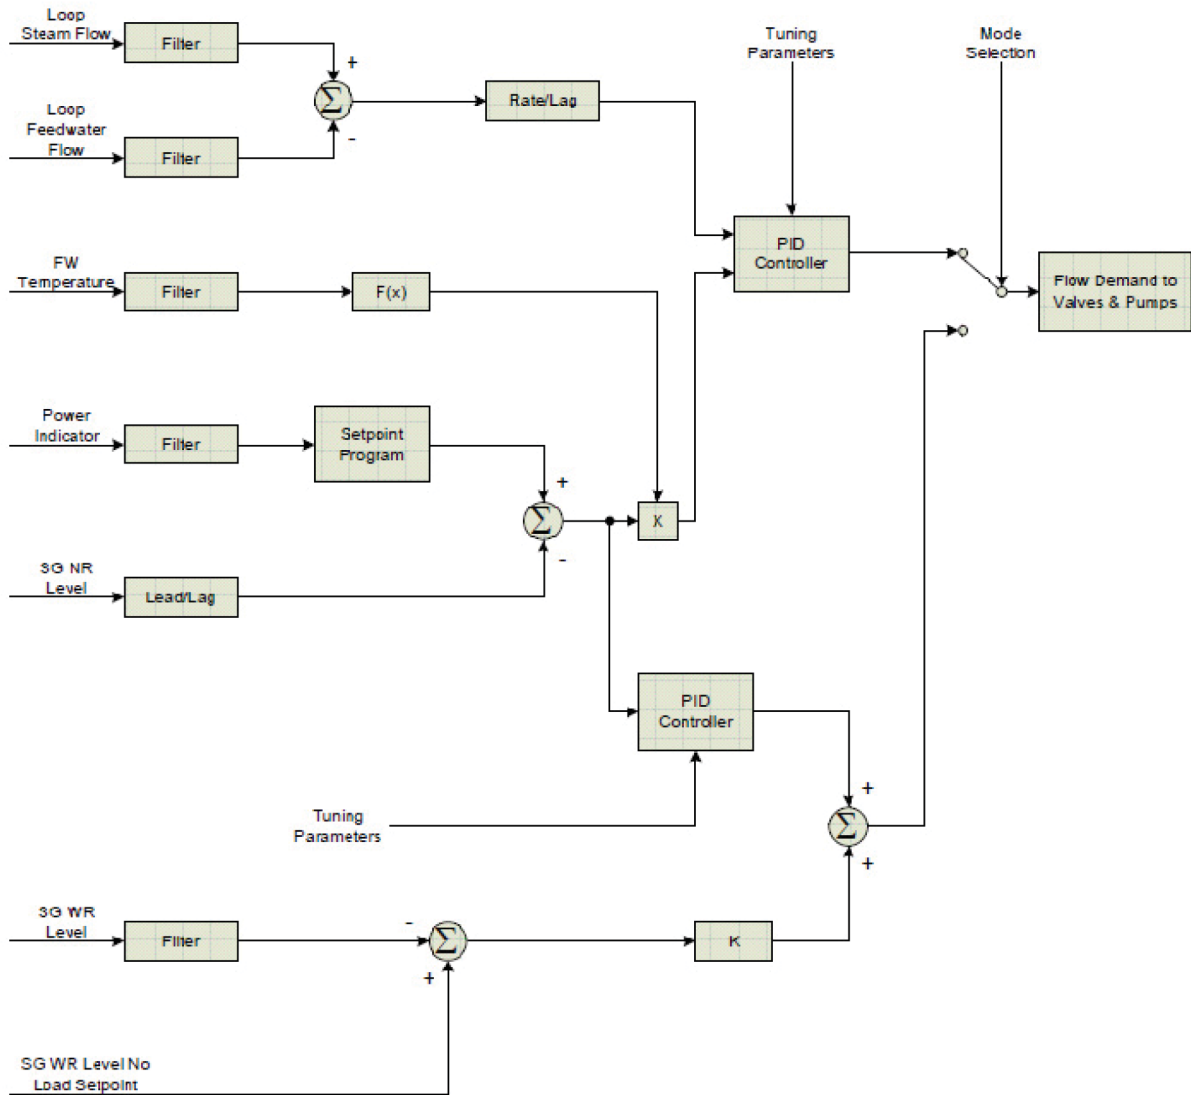 Loop
Steam Flow
Filter
+
Σ
-
Loop
Feedwater
Flow
Filter
Rate/Lag
Tuning
Parameters
Mode
Selection
PID
Controller
Flow Demand to
Valves & Pumps
FW
Temperature
Filter
F(x)
Power
Indicator
Filter
Setpoint
Program
+
Σ
-
X
SG NR
Level
Lead/Lag
PID
Controller
Tuning
Parameters
+
Σ
+
SG WR
Level
Filter
-
Σ
+
K
SG WR Level No
Load Setpoint